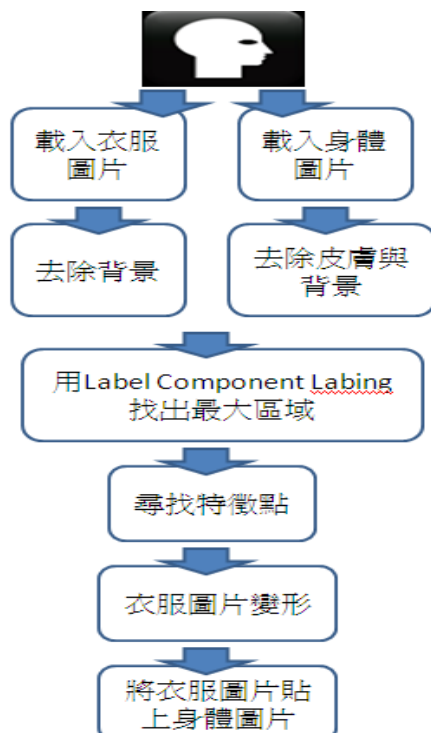 載入衣服
圖片
載入身體
圖片
去除背景
去除皮膚與
背景
用Label Component Labing
找出最大區域
尋找特徵點
衣服圖片變形
將衣服圖片貼
上身體圖片